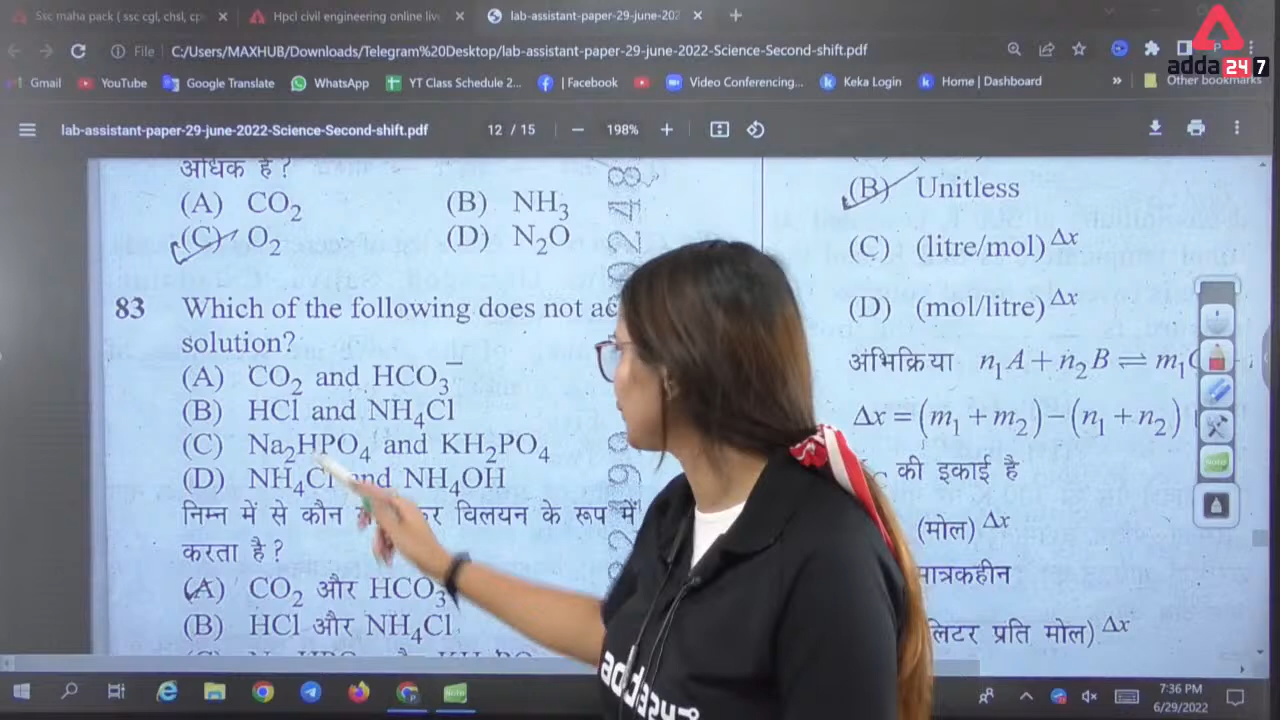 Ssc maha pack ( ssc cgl, chsl, cp
Hpcl civil engineering online live
lab-assistant-paper-29-june-202
File C:/Users/MAXHUB/Downloads/Telegram%20Desktop/lab-assistant-paper-29-june-2022-Science-Second-shift.pdf
adda 24 7
Gmail YouTube Google Translate WhatsApp YT Class Schedule 2... | Facebook Video Conferencing... Keka Login Home | Dashboard » Other bookmarks
lab-assistant-paper-29-june-2022-Science-Second-shift.pdf 12 / 15 — 198% +
अधिक है ?
(A) CO₂ (B) NH₃
(C) O₂ (D) N₂O
83 Which of the following does not ac
solution?
(A) CO₂ and HCO₃⁻
(B) HCl and NH₄Cl
(C) Na₂HPO₄ and KH₂PO₄
(D) NH₄Cl and NH₄OH
निम्न में से कौन विलयन के रूप में
करता है ?
(A) CO₂ और HCO₃
(B) HCl और NH₄Cl
(B) Unitless
(C) (litre/mol)^Δx
(D) (mol/litre)^Δx
अंभिक्रिया n₁A + n₂B ⇌ m₁C
Δx = (m₁ + m₂) – (n₁ + n₂)
की इकाई है
(मोल)^Δx
मात्रकहीन
लिटर प्रति मोल)^Δx
adda247
7:36 PM
6/29/2022